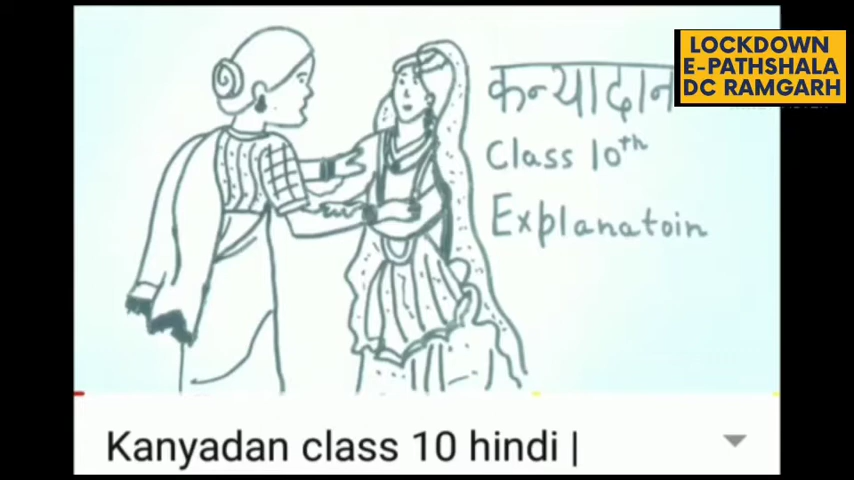 LOCKDOWN
E-PATHSHALA
DC RAMGARH
कन्यादान
Class 10th
Explanatoin
Kanyadan class 10 hindi |